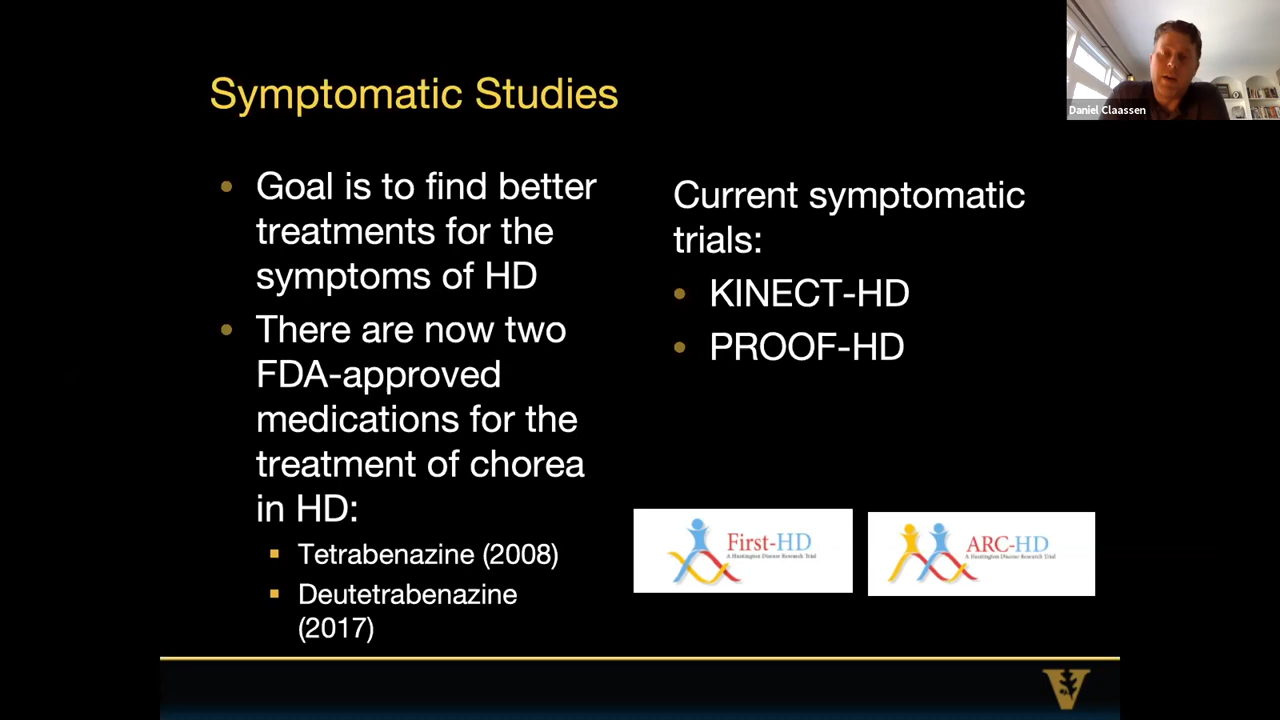 Daniel Claassen
Symptomatic Studies
• Goal is to find better
treatments for the
symptoms of HD
• There are now two
FDA-approved
medications for the
treatment of chorea
in HD:
▪ Tetrabenazine (2008)
▪ Deutetrabenazine
(2017)
Current symptomatic
trials:
• KINECT-HD
• PROOF-HD
First-HD
A Huntington Disease Research Trial
ARC-HD
A Huntington Disease Research Trial
V